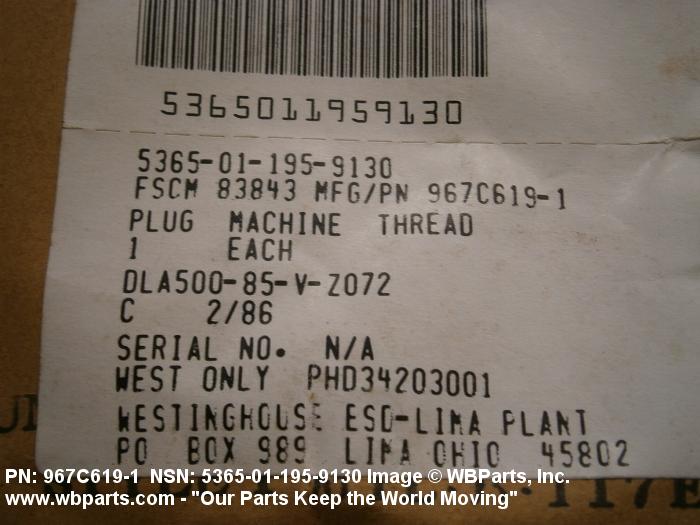 5365011959130
5365-01-195-9130
FSCM 83843 MFG/PN 967C619-1
PLUG MACHINE THREAD
1 EACH
DLA500-85-V-Z072
C 2/86
SERIAL NO. N/A
WEST ONLY PHD34203001
WESTINGHOUSE ESD-LIMA PLANT
PO BOX 989 LIMA OHIO 45802
PN: 967C619-1 NSN: 5365-01-195-9130 Image © WBParts, Inc.
www.wbparts.com - "Our Parts Keep the World Moving"